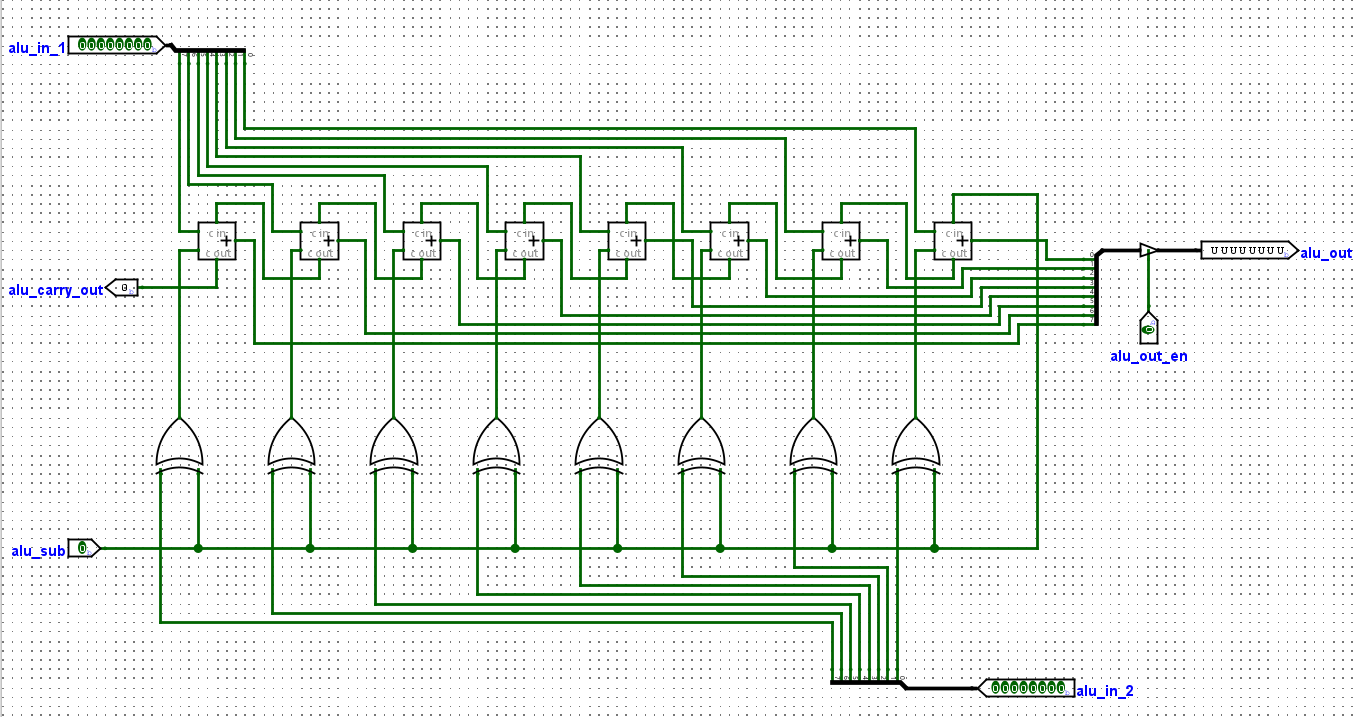 alu_in_1
00000000
c in
c out
c in
c out
c in
c out
c in
c out
c in
c out
c in
c out
c in
c out
c in
c out
UUUUUUUU
alu_out
alu_carry_out
0
0
alu_out_en
alu_sub
0
00000000
alu_in_2